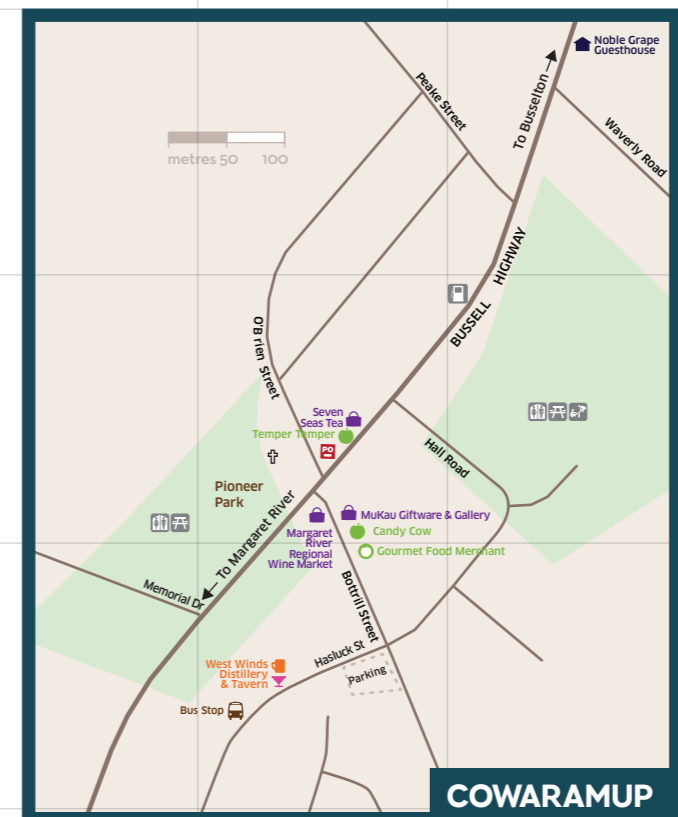 Noble Grape
Guesthouse
To Busselton
Peake Street
Waverly Road
metres 50 100
BUSSELL HIGHWAY
O'B rien Street
Seven
Seas Tea
Temper Temper
PO
Hall Road
Pioneer
Park
To Margaret River
MuKau Giftware & Gallery
Margaret
River
Regional
Wine Market
Candy Cow
Gourmet Food Merchant
Memorial Dr
Bottrill Street
Hasluck St
West Winds
Distillery
& Tavern
Parking
Bus Stop
COWARAMUP